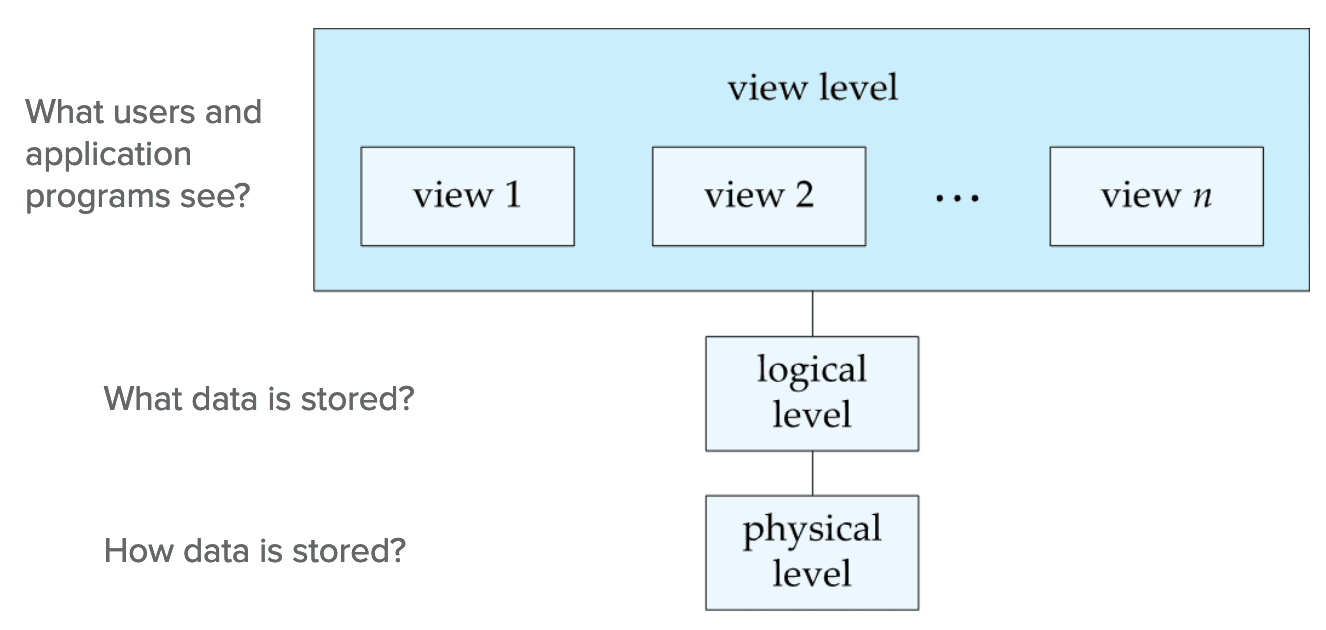 What users and
application
programs see?
view level
view 1
view 2
...
view n
What data is stored?
logical
level
How data is stored?
physical
level